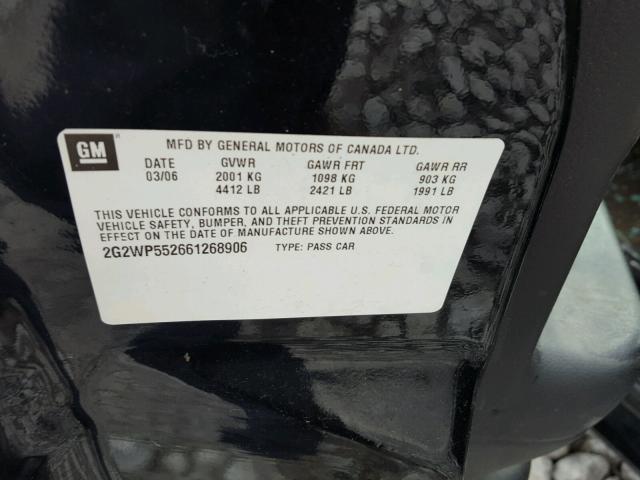 GM
MFD BY GENERAL MOTORS OF CANADA LTD.
DATE GVWR GAWR FRT GAWR RR
03/06 2001 KG 1098 KG 903 KG
4412 LB 2421 LB 1991 LB
THIS VEHICLE CONFORMS TO ALL APPLICABLE U.S. FEDERAL MOTOR
VEHICLE SAFETY, BUMPER, AND THEFT PREVENTION STANDARDS IN
EFFECT ON THE DATE OF MANUFACTURE SHOWN ABOVE.
2G2WP552661268906 TYPE: PASS CAR